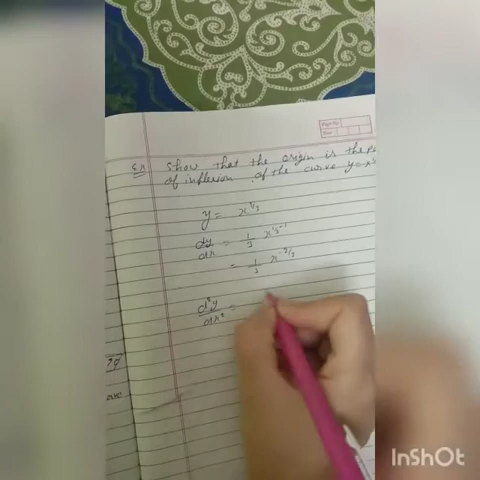 Show that the origin is the
of inflexion of the curve y=x
y = x^{1/3}
dy/dx = 1/3 x^{1/3-1}
= 1/3 x^{-2/3}
d²y/dx² =
InShOt